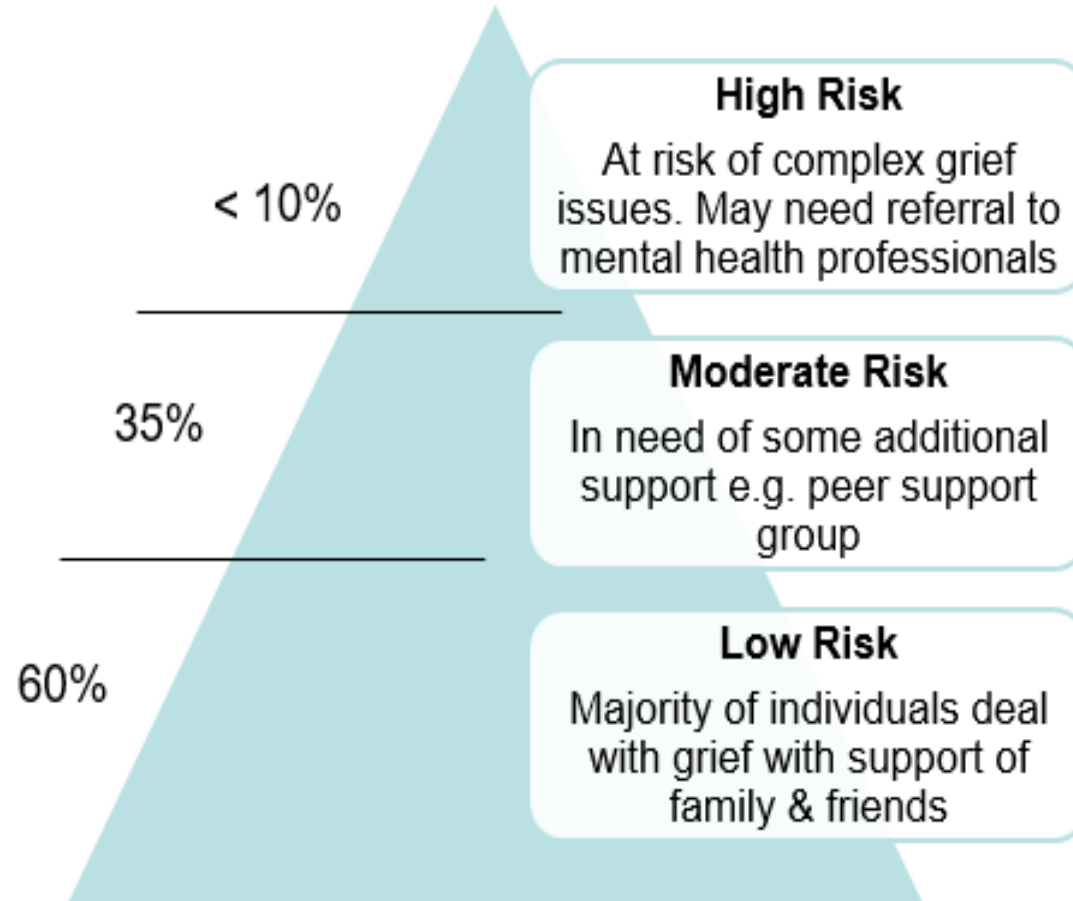 High Risk
At risk of complex grief
issues. May need referral to
mental health professionals
< 10%
Moderate Risk
In need of some additional
support e.g. peer support
group
35%
Low Risk
Majority of individuals deal
with grief with support of
family & friends
60%